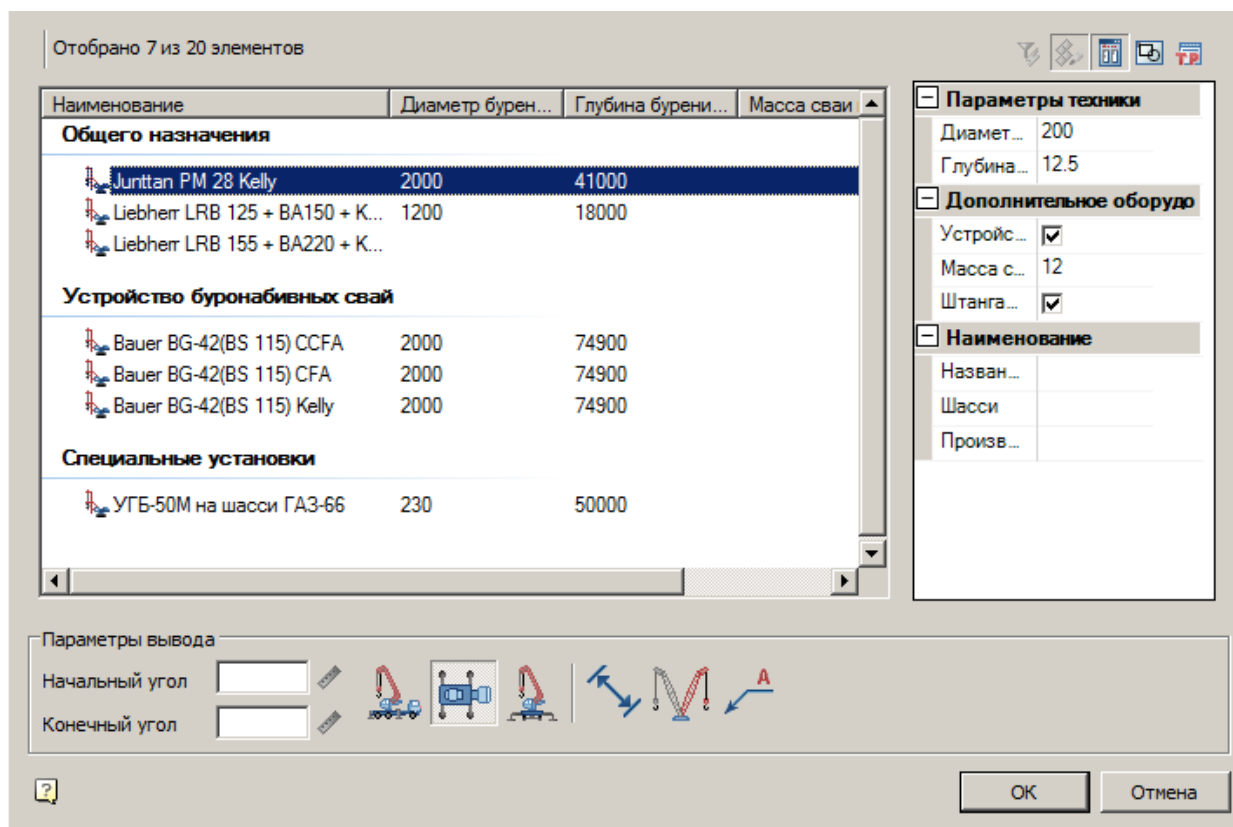 Отобрано 7 из 20 элементов
T.P.
Наименование Диаметр бурен... Глубина бурени... Масса сваи
Общего назначения
Junttan PM 28 Kelly 2000 41000
Liebherr LRB 125 + BA150 + K... 1200 18000
Liebherr LRB 155 + BA220 + K...
Устройство буронабивных свай
Bauer BG-42(BS 115) CCFA 2000 74900
Bauer BG-42(BS 115) CFA 2000 74900
Bauer BG-42(BS 115) Kelly 2000 74900
Специальные установки
УГБ-50М на шасси ГАЗ-66 230 50000
Параметры техники
Диамет... 200
Глубина... 12.5
Дополнительное оборудо
Устройс...
Масса с... 12
Штанга...
Наименование
Назван...
Шасси
Произв...
Параметры вывода
Начальный угол
Конечный угол
A
?
ОК
Отмена